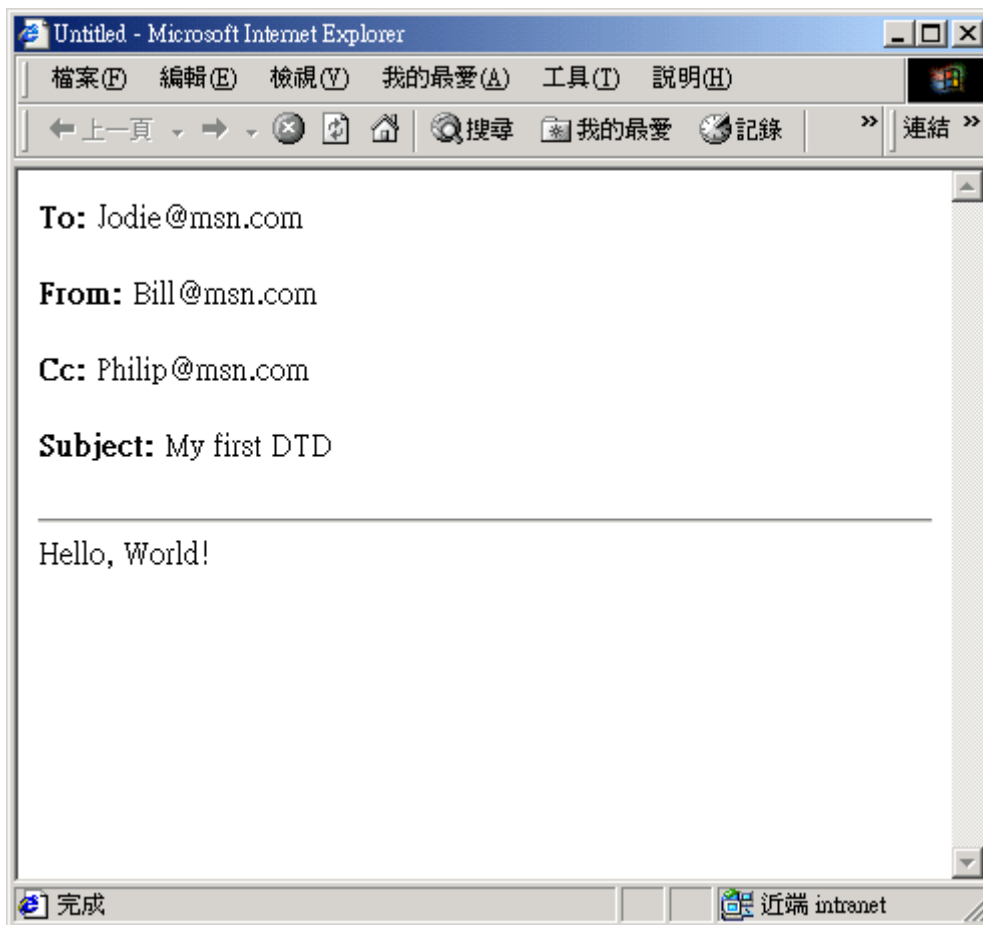 Untitled - Microsoft Internet Explorer
檔案(F) 編輯(E) 檢視(V) 我的最愛(A) 工具(T) 說明(H)
上一頁 搜尋 我的最愛 記錄 » 連結 »
To: Jodie@msn.com
From: Bill@msn.com
Cc: Philip@msn.com
Subject: My first DTD
Hello, World!
完成 近端 intranet